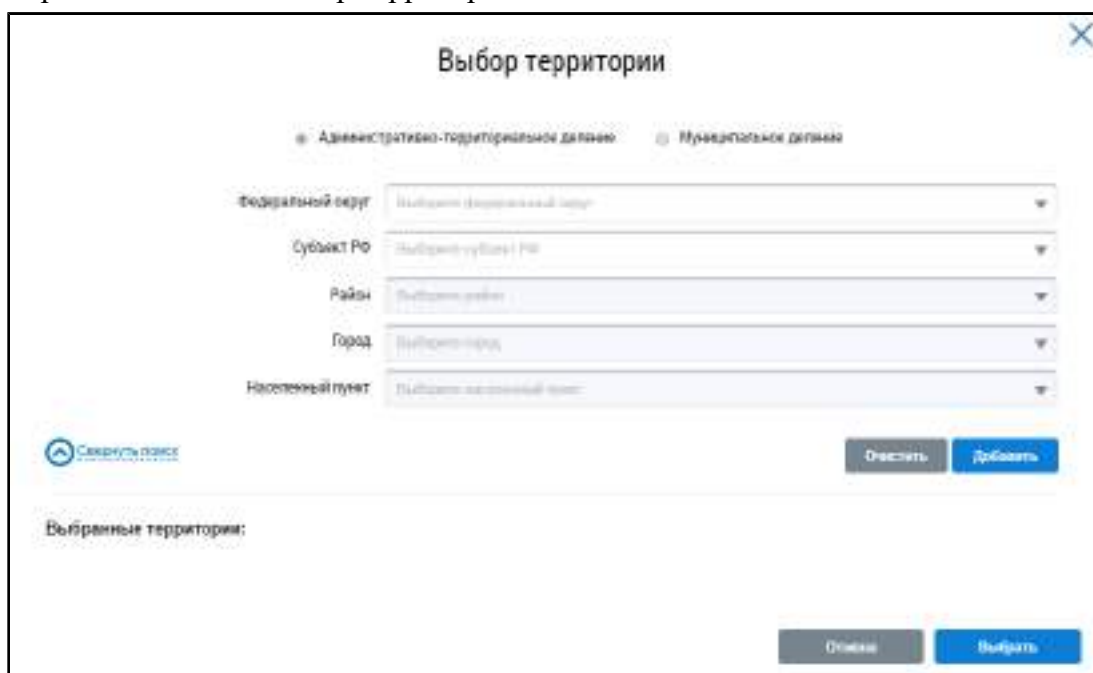 Выбор территории
Административно-территориальное деление Муниципальное деление
Федеральный округ Выберите федеральный округ
Субъект РФ Выберите субъект РФ
Район Выберите район
Город Выберите город
Населенный пункт Выберите населенный пункт
Свернуть поиск Очистить Добавить
Выбранные территории:
Отмена Выбрать